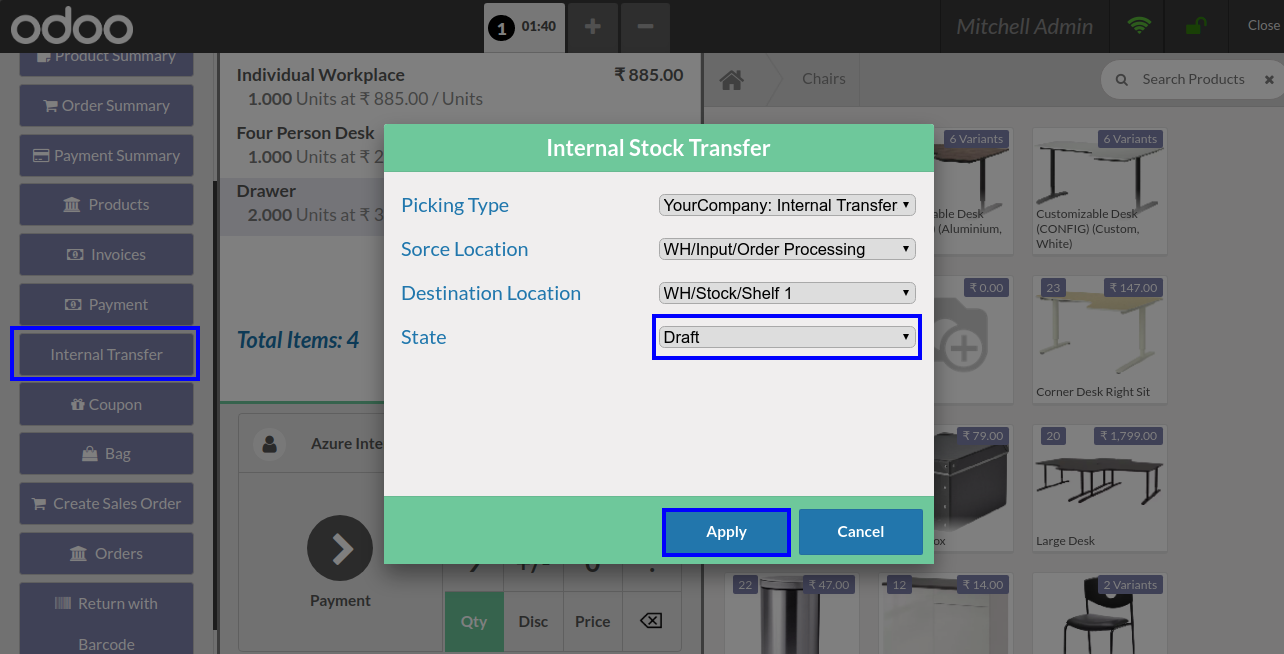 odoo
1 01:40
Mitchell Admin
Close
Product Summary
Order Summary
Payment Summary
Products
Invoices
Payment
Internal Transfer
Coupon
Bag
Create Sales Order
Orders
Return with
Barcode
Individual Workplace ₹ 885.00
1.000 Units at ₹ 885.00 / Units
Four Person Desk
1.000 Units at ₹ 2
Drawer
2.000 Units at ₹ 3
Total Items: 4
Azure Inte
Payment
Qty Disc Price
Internal Stock Transfer
Picking Type YourCompany: Internal Transfer
Sorce Location WH/Input/Order Processing
Destination Location WH/Stock/Shelf 1
State Draft
Apply Cancel
Chairs
Search Products
6 Variants
able Desk
(Aluminium,
6 Variants
Customizable Desk
(CONFIG) (Custom,
White)
₹ 0.00
23 ₹ 147.00
Corner Desk Right Sit
₹ 79.00
ox
20 ₹ 1,799.00
Large Desk
22 ₹ 47.00
12 ₹ 14.00
2 Variants